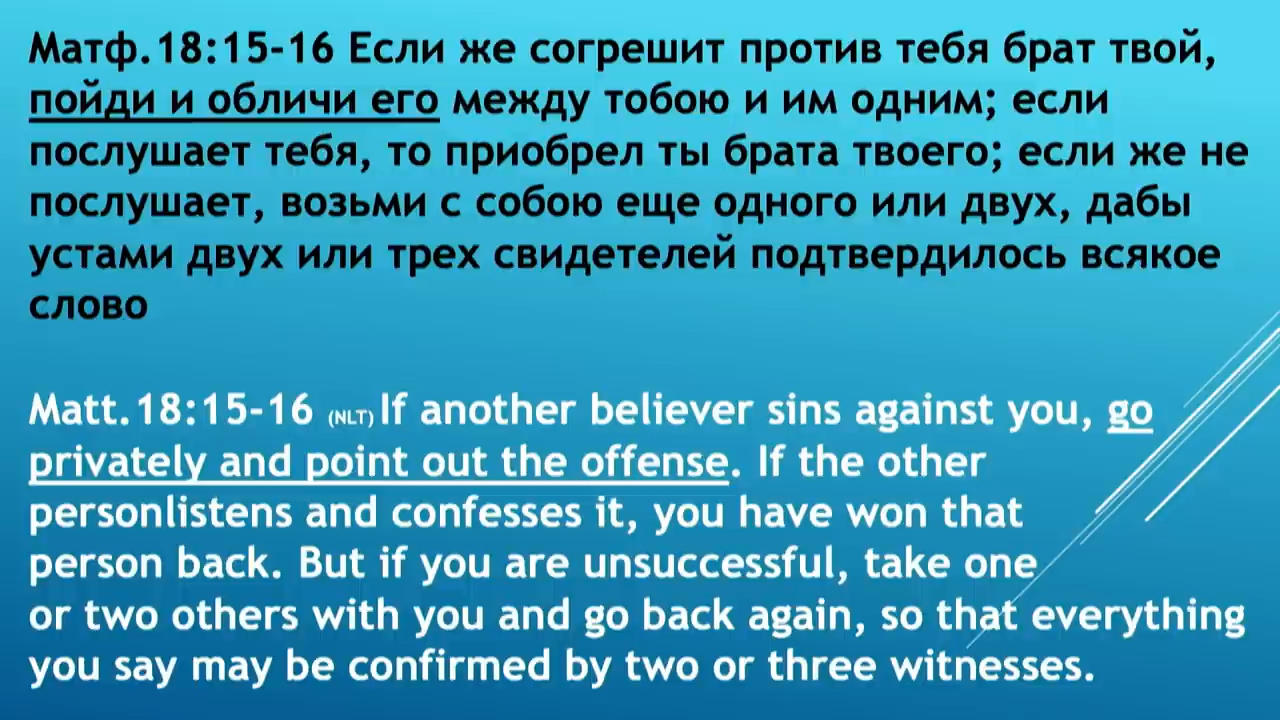 Матф.18:15-16 Если же согрешит против тебя брат твой,
пойди и обличи его между тобою и им одним; если
послушает тебя, то приобрел ты брата твоего; если же не
послушает, возьми с собою еще одного или двух, дабы
устами двух или трех свидетелей подтвердилось всякое
слово
Matt.18:15-16 (NLT) If another believer sins against you, go
privately and point out the offense. If the other
personlistens and confesses it, you have won that
person back. But if you are unsuccessful, take one
or two others with you and go back again, so that everything
you say may be confirmed by two or three witnesses.